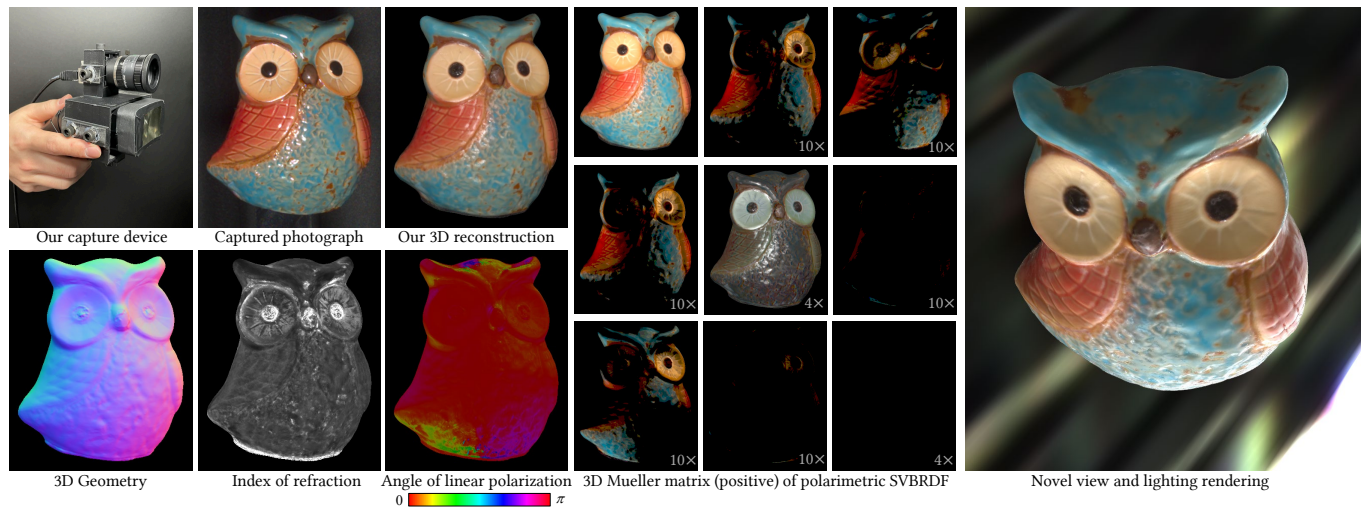 10×
10×
10×
4×
10×
Our capture device
Captured photograph
Our 3D reconstruction
10×
10×
4×
3D Geometry
Index of refraction
Angle of linear polarization
3D Mueller matrix (positive) of polarimetric SVBRDF
Novel view and lighting rendering
0
π